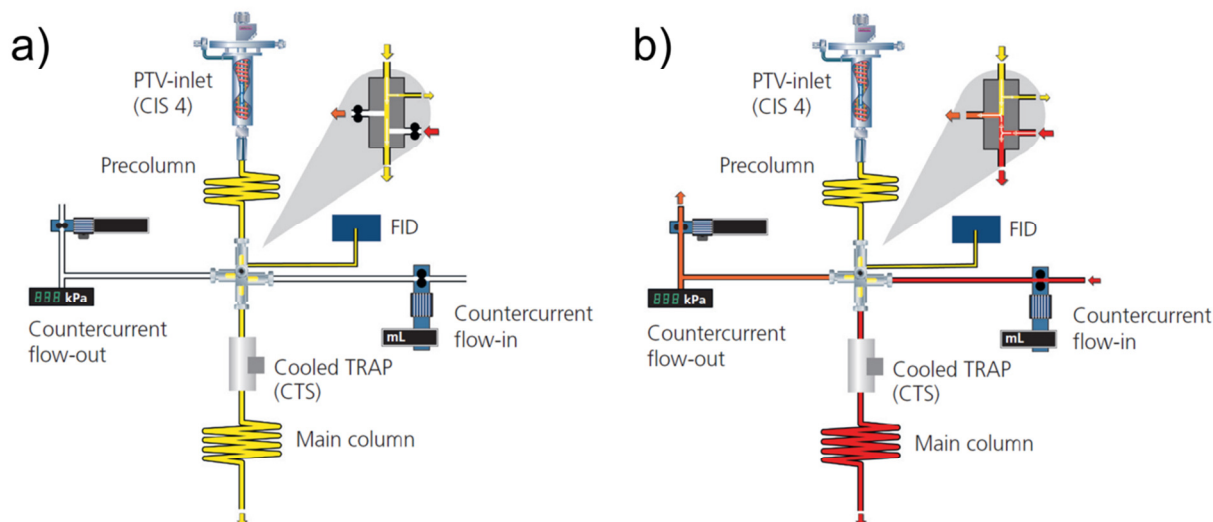 a)
PTV-inlet
(CIS 4)
Precolumn
FID
kPa
Countercurrent
flow-out
mL
Countercurrent
flow-in
Cooled TRAP
(CTS)
Main column
b)
PTV-inlet
(CIS 4)
Precolumn
FID
kPa
Countercurrent
flow-out
mL
Countercurrent
flow-in
Cooled TRAP
(CTS)
Main column